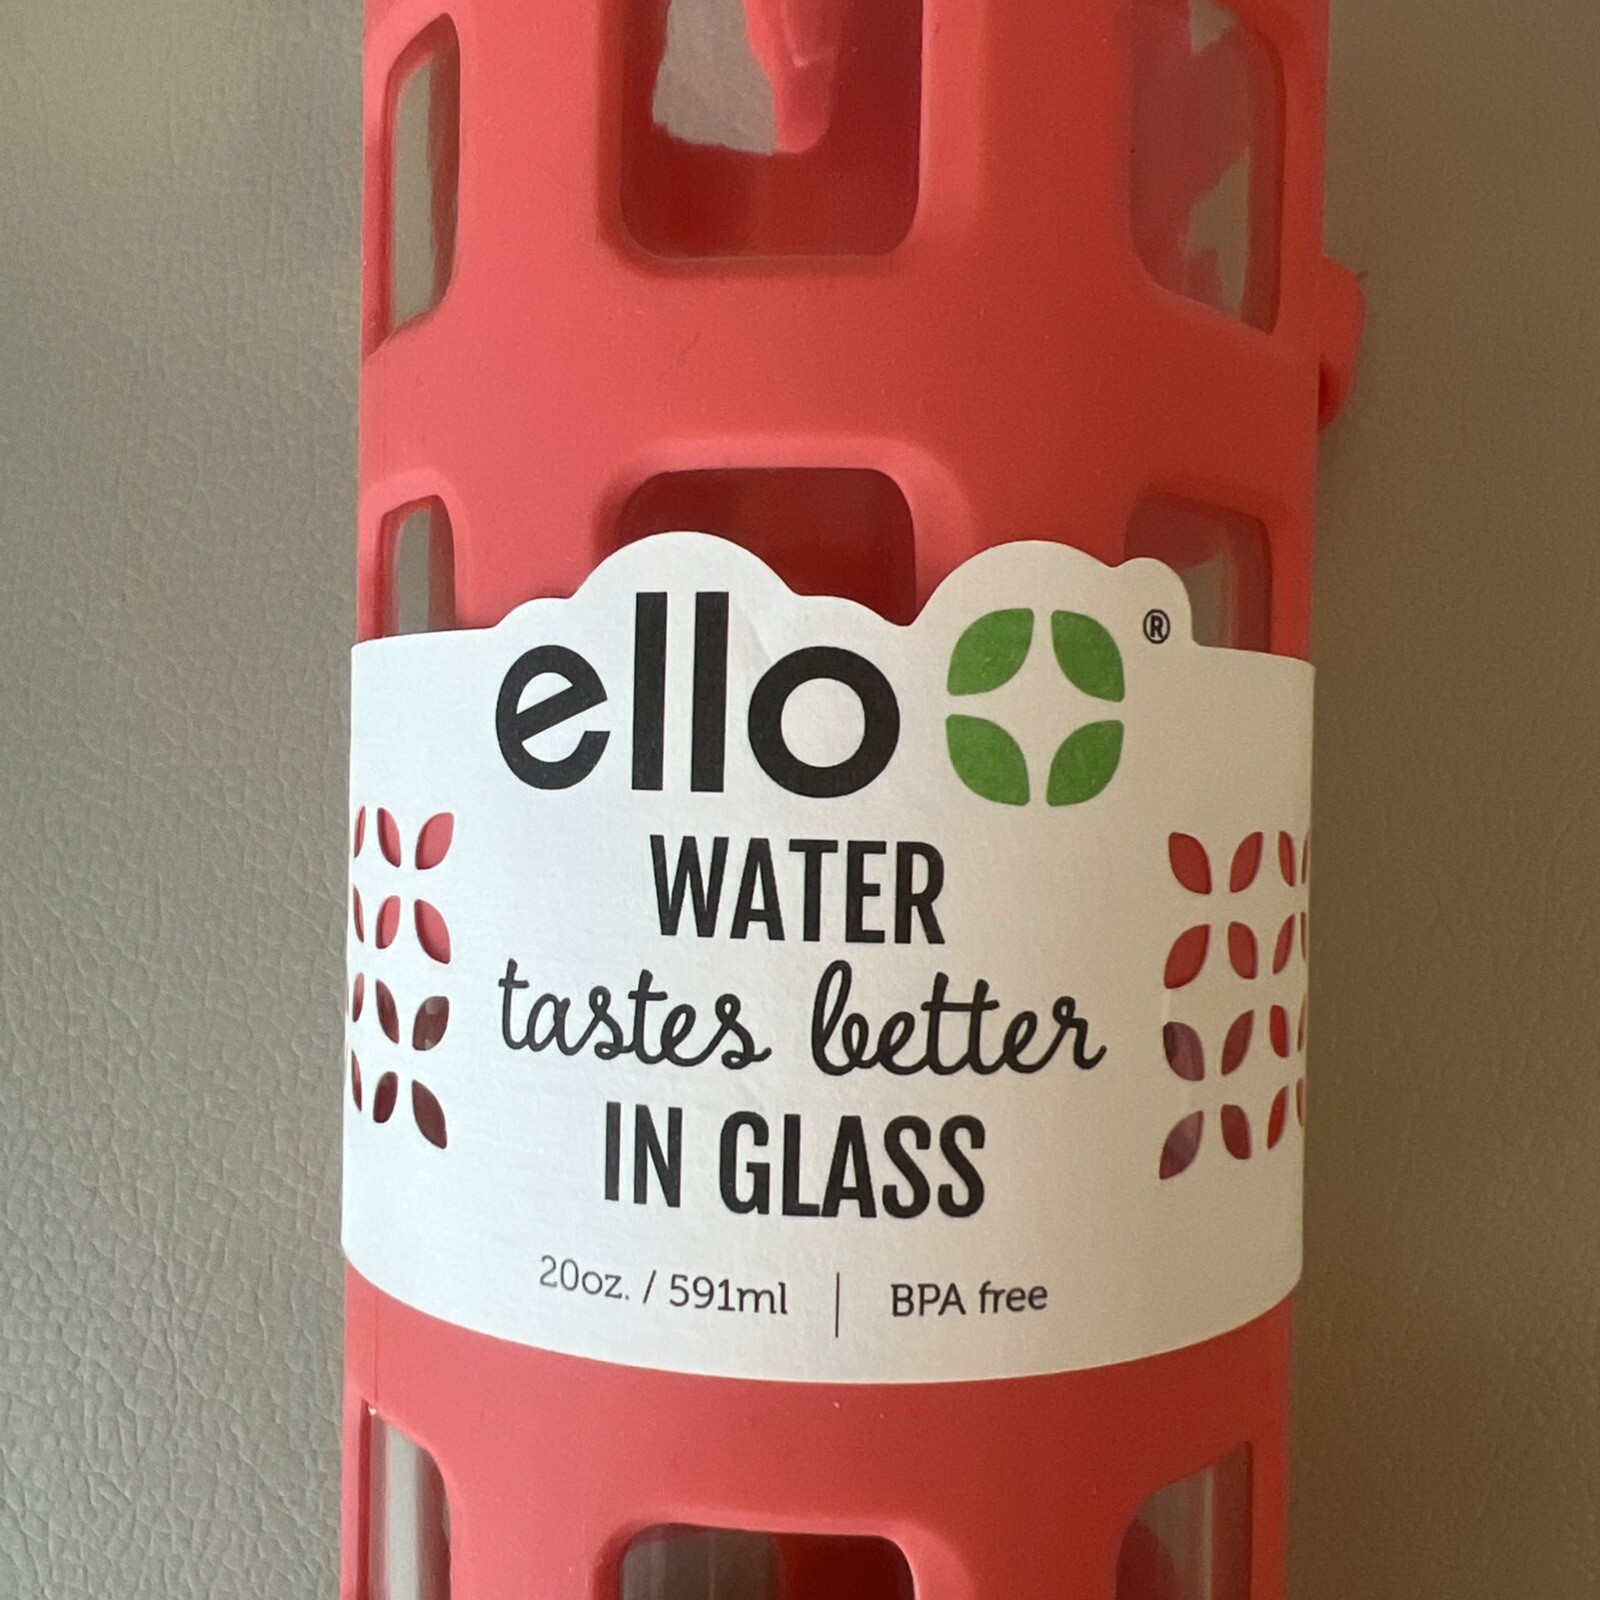 ello ®
WATER
tastes better
IN GLASS
20oz. / 591ml | BPA free